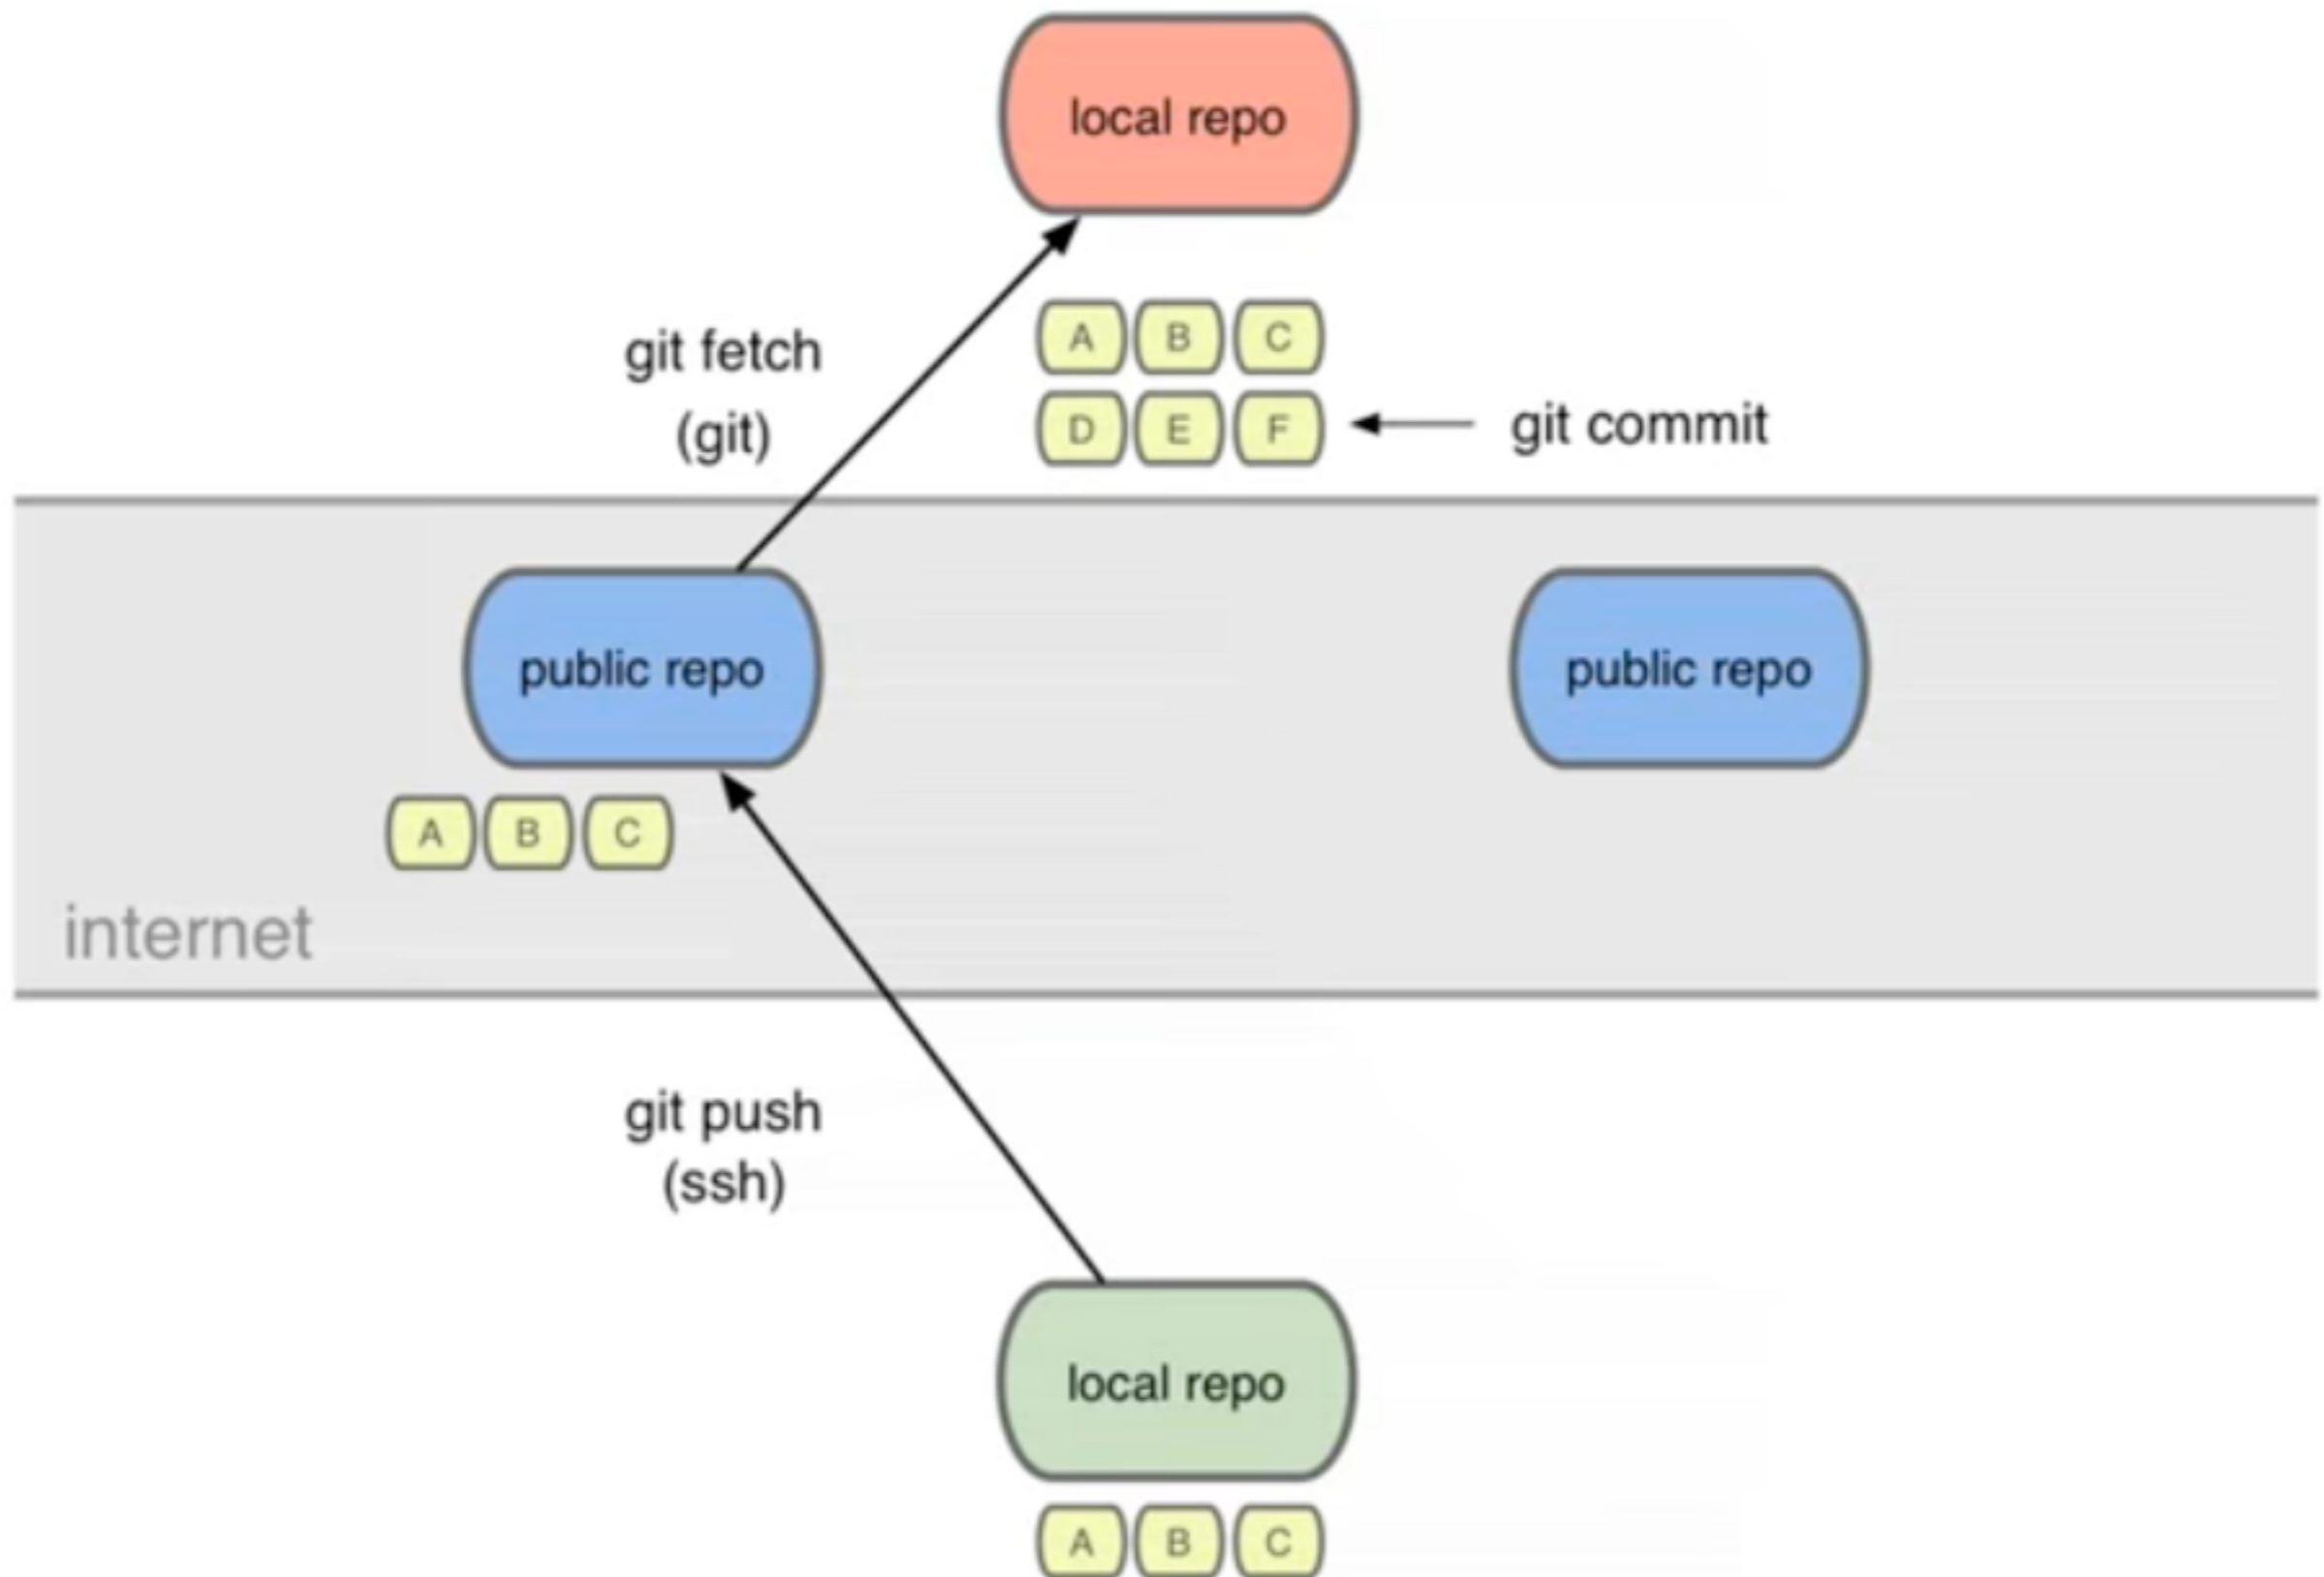 local repo
git fetch
(git)
A B C
D E F
git commit
public repo
public repo
A B C
internet
git push
(ssh)
local repo
A B C